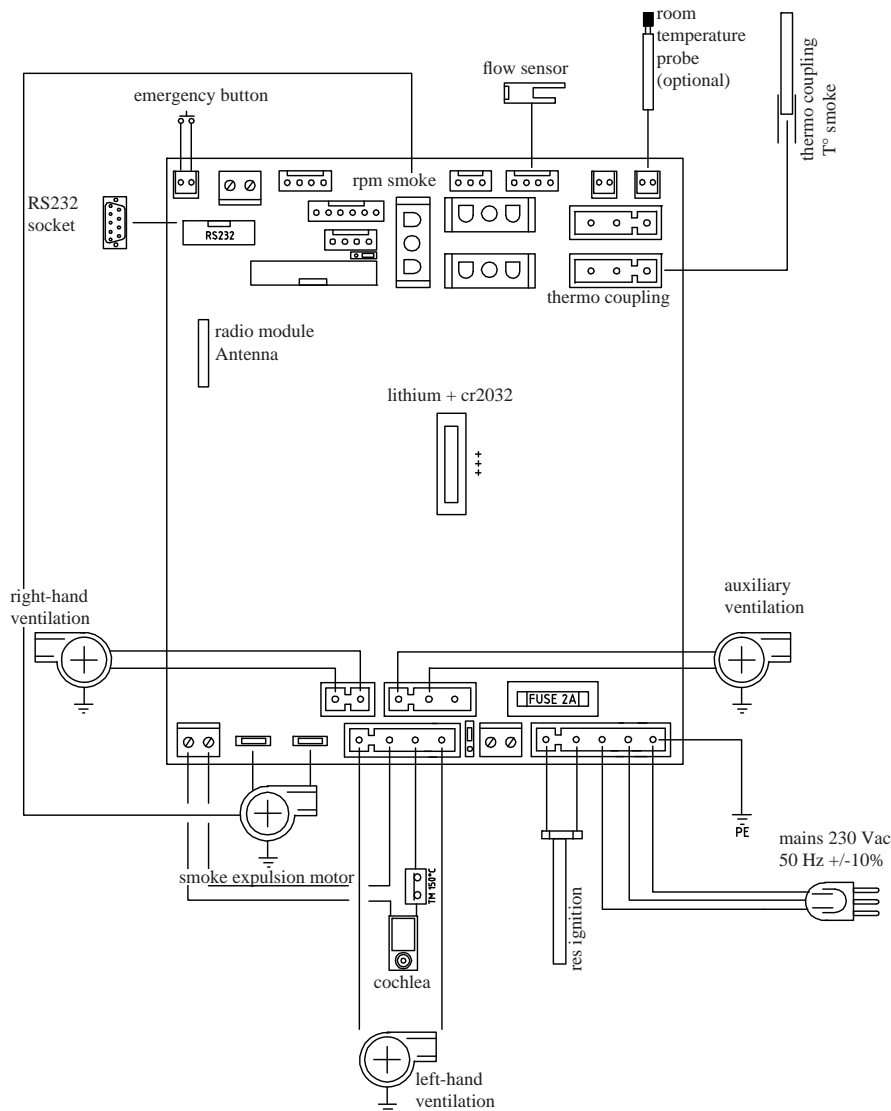 room
temperature
probe
(optional)
flow sensor
thermo coupling
T° smoke
emergency button
rpm smoke
RS232
socket
RS232
thermo coupling
radio module
Antenna
lithium + cr2032
+++
right-hand
ventilation
auxiliary
ventilation
FUSE 2A
PE
mains 230 Vac
50 Hz +/-10%
smoke expulsion motor
TM 150°C
res ignition
cochlea
left-hand
ventilation